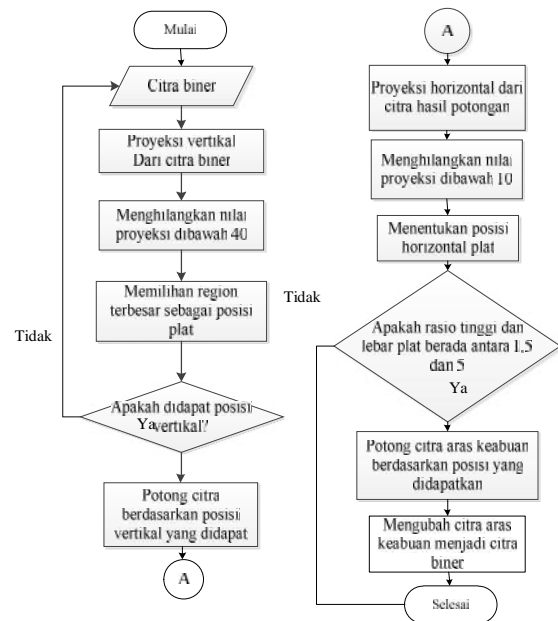 Mulai
Citra biner
Proyeksi vertikal
Dari citra biner
Menghilangkan nilai
proyeksi dibawah 40
Memilihan region
terbesar sebagai posisi
plat
Tidak
Apakah didapat posisi
vertikal?
Ya
Potong citra
berdasarkan posisi
vertikal yang didapat
A
A
Proyeksi horizontal dari
citra hasil potongan
Menghilangkan nilai
proyeksi dibawah 10
Menentukan posisi
horizontal plat
Tidak
Apakah rasio tinggi dan
lebar plat berada antara 1,5
dan 5
Ya
Potong citra aras keabuan
berdasarkan posisi yang
didapatkan
Mengubah citra aras
keabuan menjadi citra
biner
Selesai